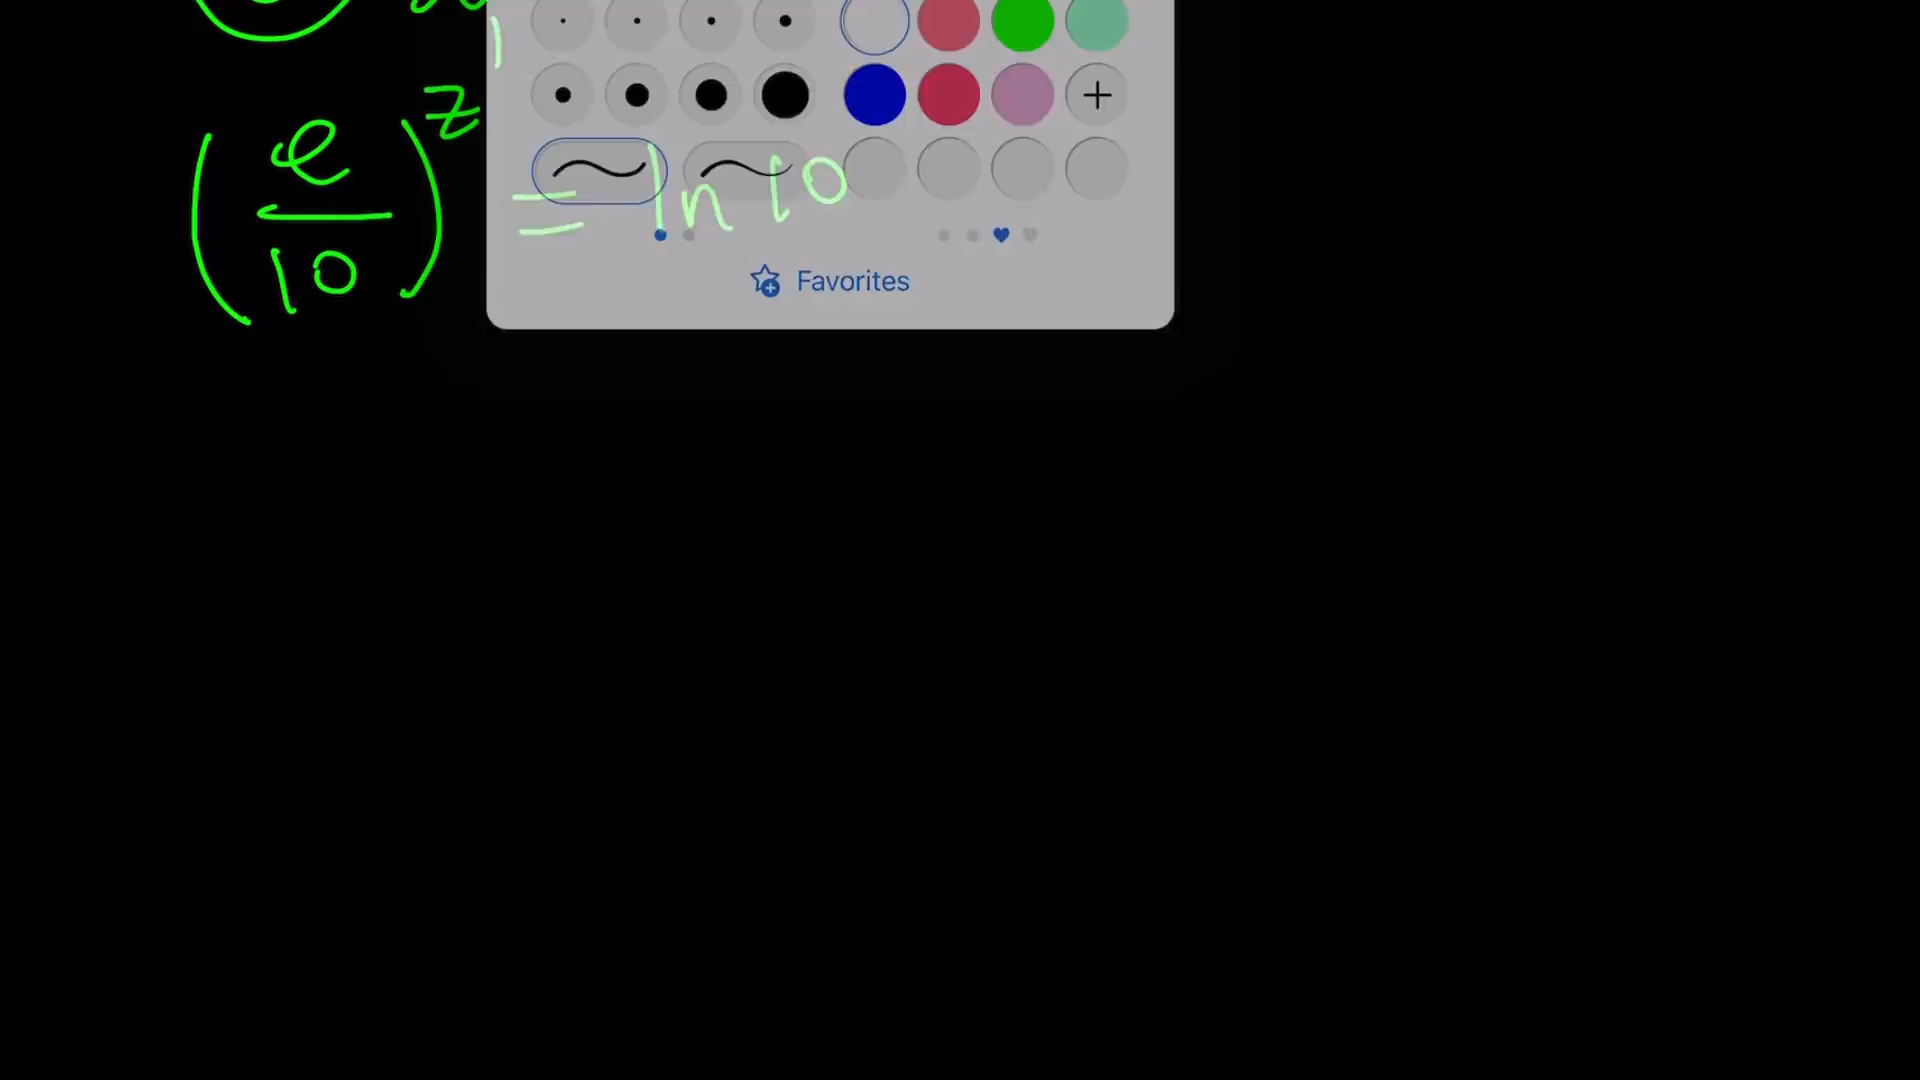 (e/10)^z = ln 10
Favorites